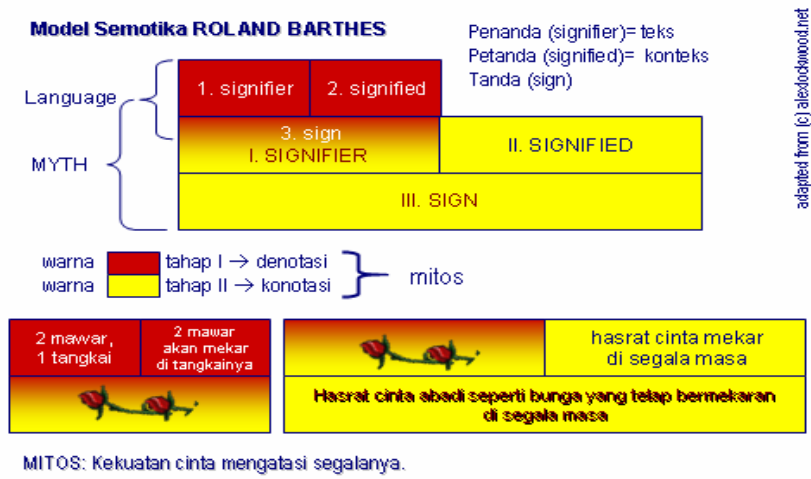 Model Semotika ROLAND BARTHES
Penanda (signifier)= teks
Petanda (signified)= konteks
Tanda (sign)
adapted from (c) alexlockwood.net
Language
1. signifier
2. signified
3. sign
I. SIGNIFIER
II. SIGNIFIED
MYTH
III. SIGN
warna tahap I → denotasi
warna tahap II → konotasi
mitos
2 mawar,
1 tangkai
2 mawar
akan mekar
di tangkainya
hasrat cinta mekar
di segala masa
Hasrat cinta abadi seperti bunga yang tetap bermekaran
di segala masa
MITOS: Kekuatan cinta mengatasi segalanya.